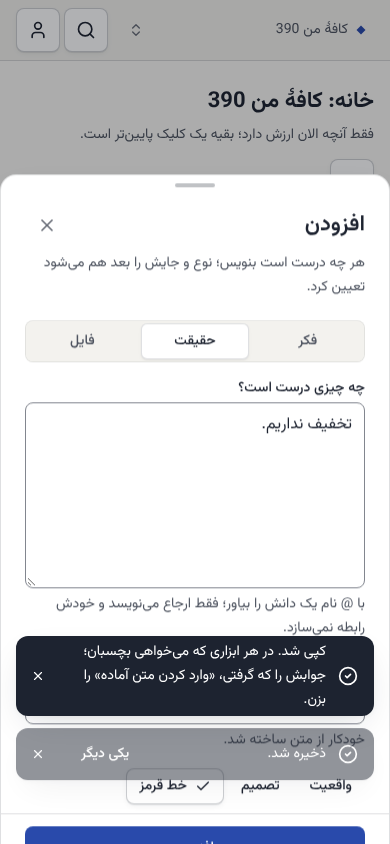 کافهٔ من 390
خانه: کافهٔ من 390
فقط آنچه الان ارزش دارد؛ بقیه یک کلیک پایین‌تر است.
افزودن
هر چه درست است بنویس؛ نوع و جایش را بعد هم می‌شود
تعیین کرد.
فکر
حقیقت
فایل
چه چیزی درست است؟
تخفیف نداریم.
با @ نام یک دانش را بیاور؛ فقط ارجاع می‌نویسد و خودش
رابطه نمی‌سازد.
کپی شد. در هر ابزاری که می‌خواهی بچسبان؛
جوابش را که گرفتی، «وارد کردن متن آماده» را
بزن.
خودکار از متن ساخته شد.
ذخیره شد.
یکی دیگر
واقعیت
تصمیم
خط قرمز